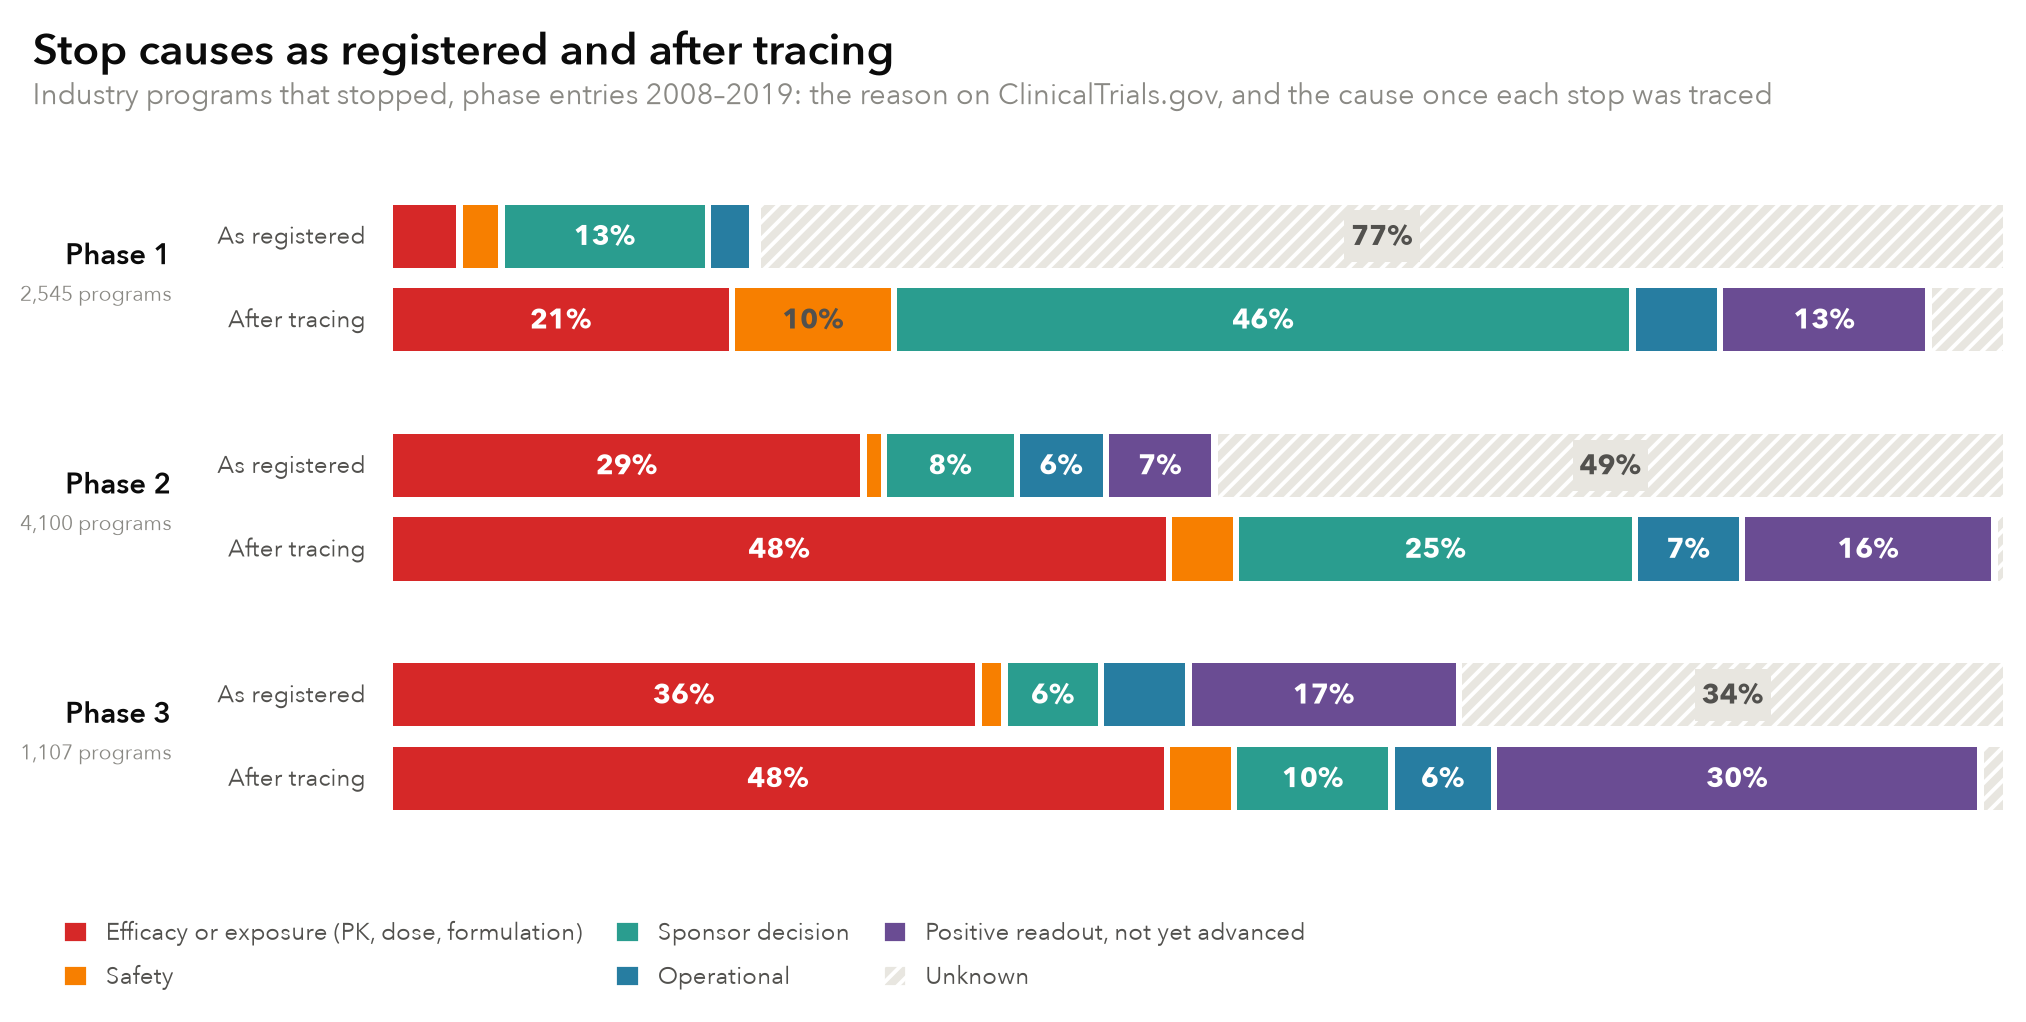 Stop causes as registered and after tracing
Industry programs that stopped, phase entries 2008–2019: the reason on ClinicalTrials.gov, and the cause once each stop was traced
Phase 1
2,545 programs
As registered
13%
77%
After tracing
21%
10%
46%
13%
Phase 2
4,100 programs
As registered
29%
8%
6%
7%
49%
After tracing
48%
25%
7%
16%
Phase 3
1,107 programs
As registered
36%
6%
17%
34%
After tracing
48%
10%
6%
30%
Efficacy or exposure (PK, dose, formulation)
Safety
Sponsor decision
Operational
Positive readout, not yet advanced
Unknown